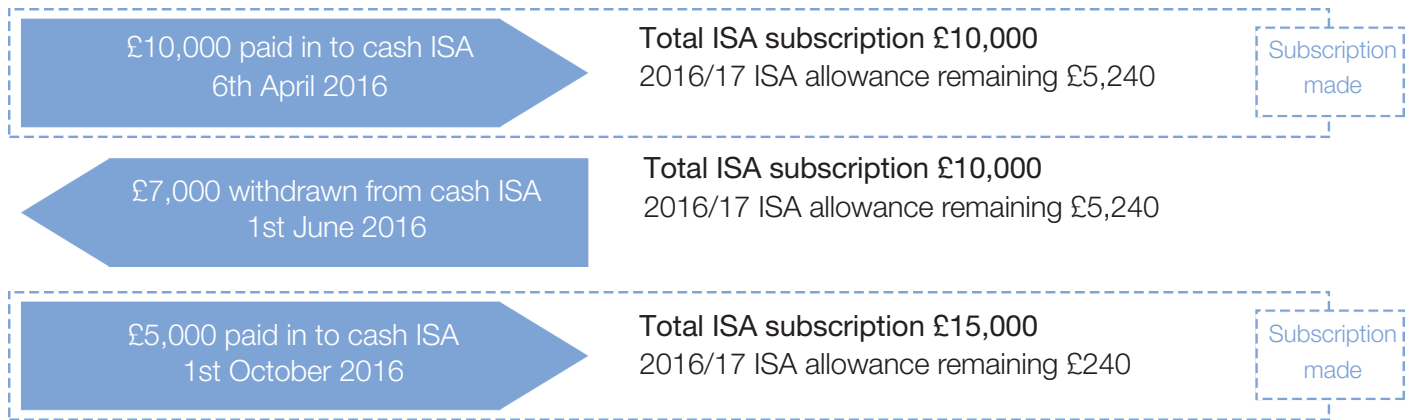 £10,000 paid in to cash ISA
6th April 2016
Total ISA subscription £10,000
2016/17 ISA allowance remaining £5,240
Subscription
made
£7,000 withdrawn from cash ISA
1st June 2016
Total ISA subscription £10,000
2016/17 ISA allowance remaining £5,240
£5,000 paid in to cash ISA
1st October 2016
Total ISA subscription £15,000
2016/17 ISA allowance remaining £240
Subscription
made